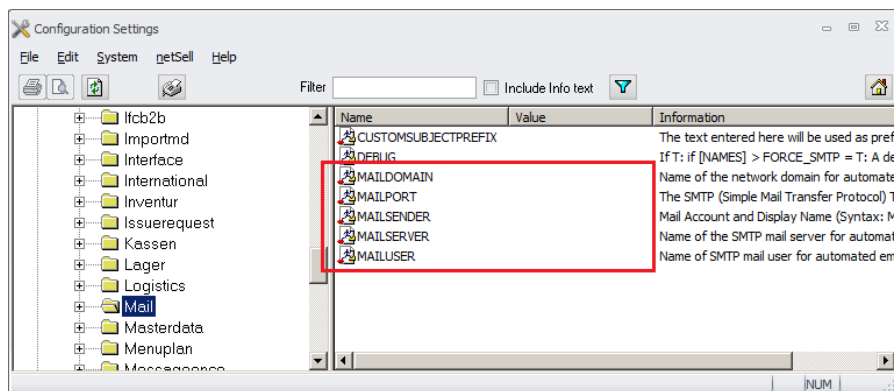 Configuration Settings
File Edit System netSell Help
Filter Include Info text
Name Value Information
Ifcb2b
Importmd
Interface
International
Inventur
Issuerequest
Kassen
Lager
Logistics
Mail
Masterdata
Menuplan
CUSTOMSUBJECTPREFIX The text entered here will be used as pref
DEBUG If T: if [NAMES] > FORCE_SMTP = T: A de
MAILDOMAIN Name of the network domain for automate
MAILPORT The SMTP (Simple Mail Transfer Protocol) T
MAILSENDER Mail Account and Display Name (Syntax: M
MAILSERVER Name of the SMTP mail server for automat
MAILUSER Name of SMTP mail user for automated em
NUM